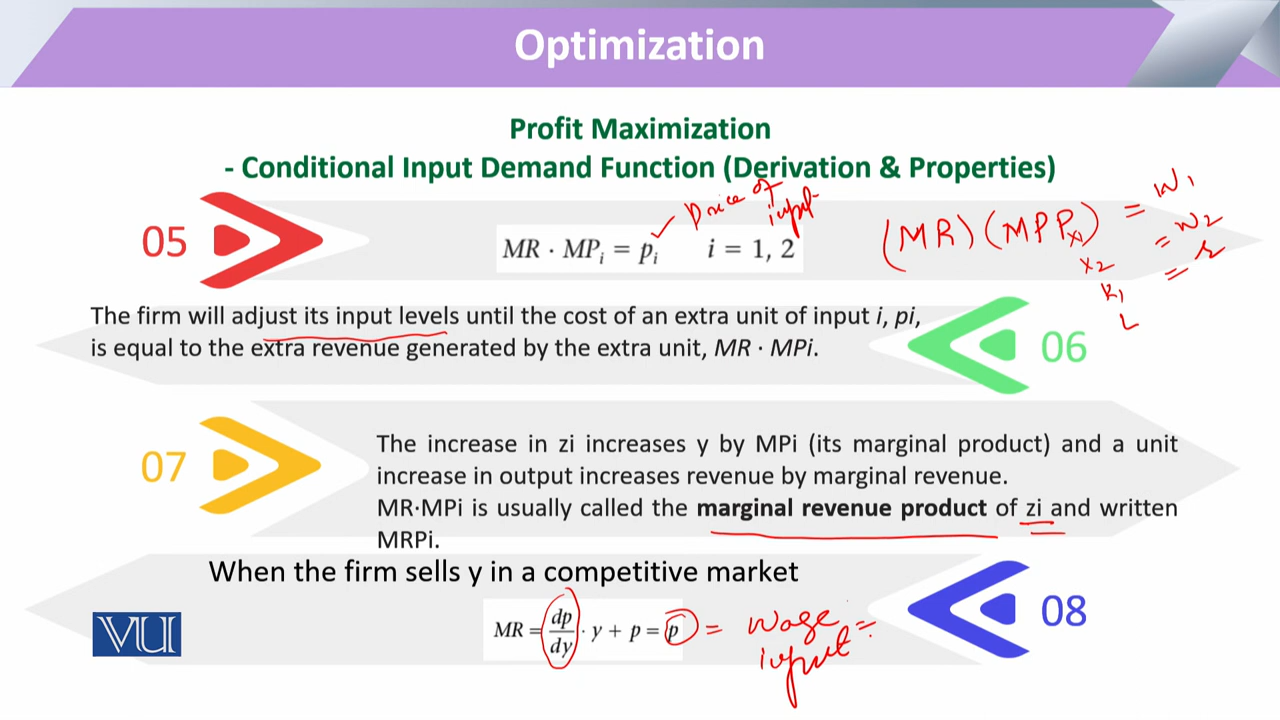 Optimization
Profit Maximization
- Conditional Input Demand Function (Derivation & Properties)
05
MR · MPi = pi   i = 1, 2
Price of
input
(MR)(MPPx1) = W1
x2 = W2
K1 = r
L
The firm will adjust its input levels until the cost of an extra unit of input i, pi,
is equal to the extra revenue generated by the extra unit, MR · MPi.
06
07
The increase in zi increases y by MPi (its marginal product) and a unit
increase in output increases revenue by marginal revenue.
MR·MPi is usually called the marginal revenue product of zi and written
MRPi.
When the firm sells y in a competitive market
MR = dp/dy · y + p = p = wage =
input
08
VU